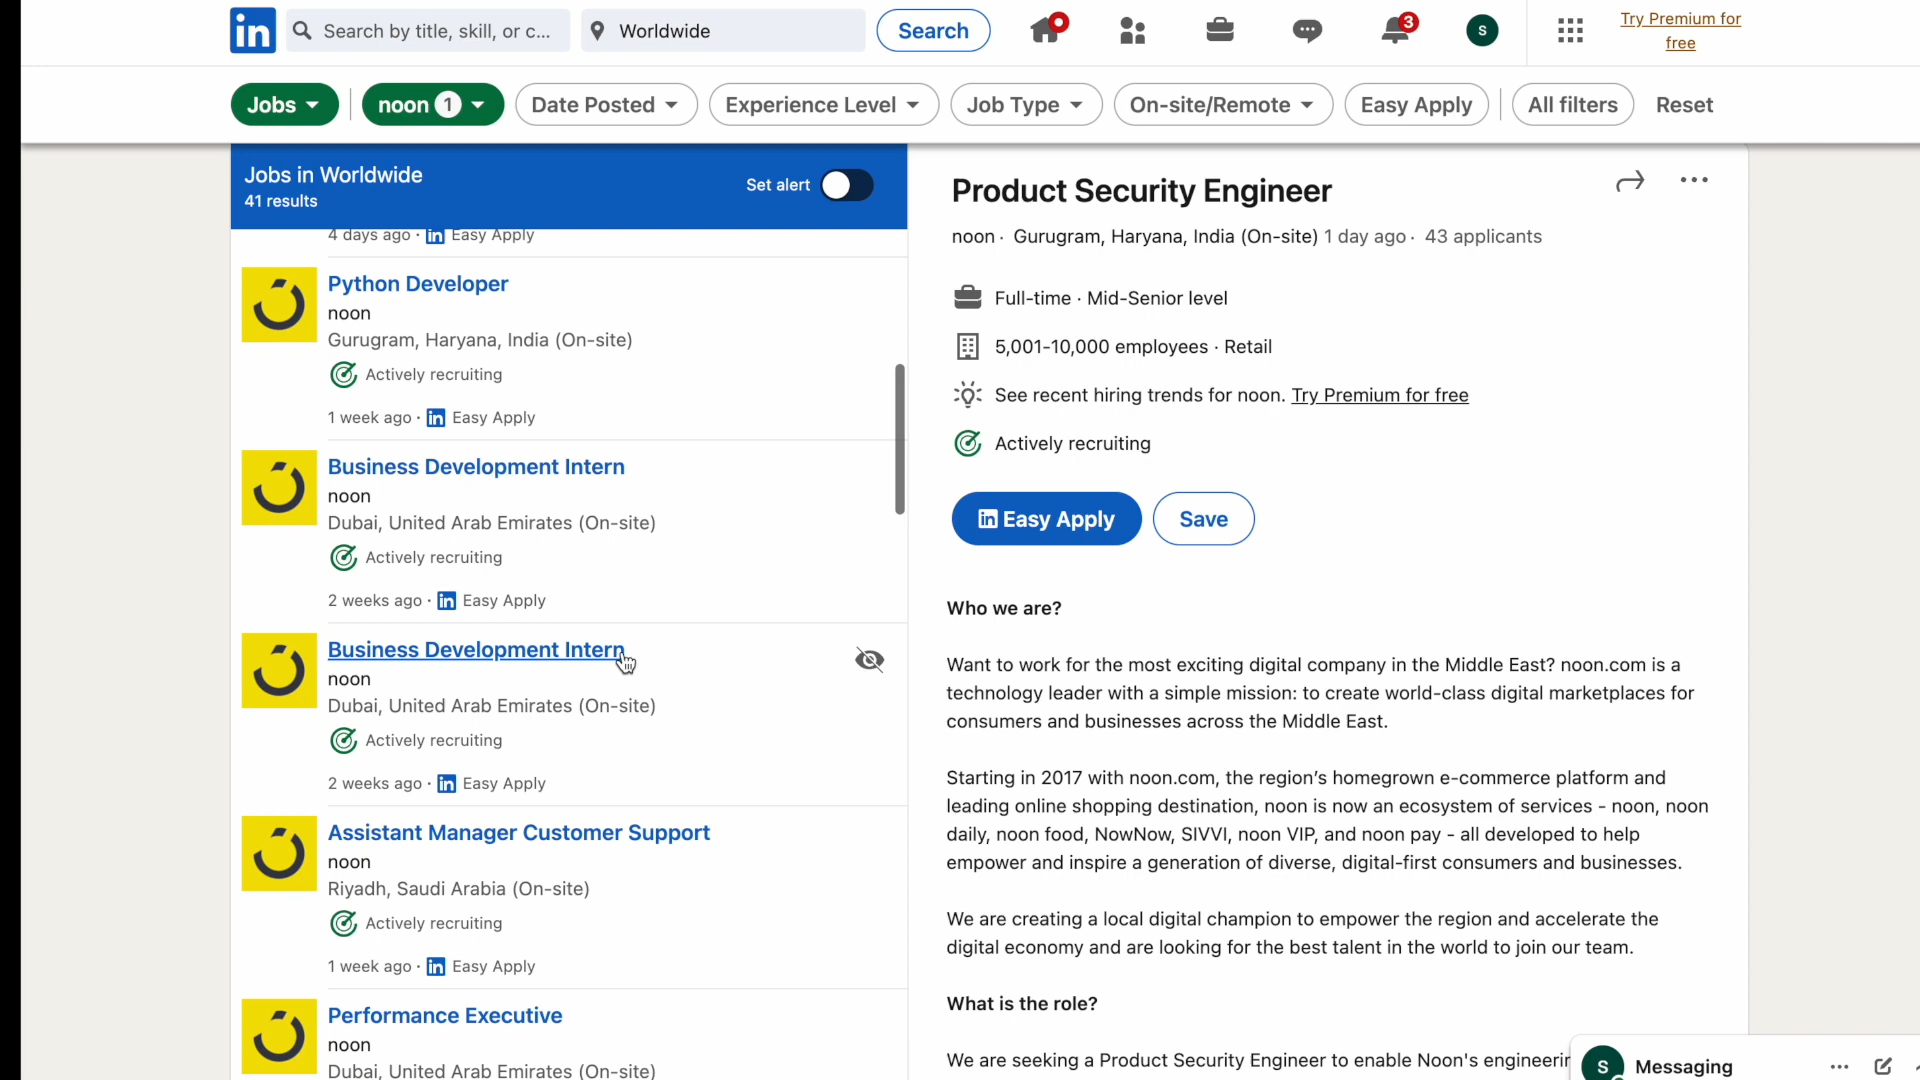 in
Search by title, skill, or c...
Worldwide
Search
3
S
Try Premium for
free
Jobs
noon 1
Date Posted
Experience Level
Job Type
On-site/Remote
Easy Apply
All filters
Reset
Jobs in Worldwide
41 results
Set alert
4 days ago · in Easy Apply
Python Developer
noon
Gurugram, Haryana, India (On-site)
Actively recruiting
1 week ago · in Easy Apply
Business Development Intern
noon
Dubai, United Arab Emirates (On-site)
Actively recruiting
2 weeks ago · in Easy Apply
Business Development Intern
noon
Dubai, United Arab Emirates (On-site)
Actively recruiting
2 weeks ago · in Easy Apply
Assistant Manager Customer Support
noon
Riyadh, Saudi Arabia (On-site)
Actively recruiting
1 week ago · in Easy Apply
Performance Executive
noon
Dubai, United Arab Emirates (On-site)
Product Security Engineer
noon · Gurugram, Haryana, India (On-site) 1 day ago · 43 applicants
Full-time · Mid-Senior level
5,001-10,000 employees · Retail
See recent hiring trends for noon. Try Premium for free
Actively recruiting
in Easy Apply
Save
Who we are?
Want to work for the most exciting digital company in the Middle East? noon.com is a
technology leader with a simple mission: to create world-class digital marketplaces for
consumers and businesses across the Middle East.
Starting in 2017 with noon.com, the region's homegrown e-commerce platform and
leading online shopping destination, noon is now an ecosystem of services - noon, noon
daily, noon food, NowNow, SIVVI, noon VIP, and noon pay - all developed to help
empower and inspire a generation of diverse, digital-first consumers and businesses.
We are creating a local digital champion to empower the region and accelerate the
digital economy and are looking for the best talent in the world to join our team.
What is the role?
We are seeking a Product Security Engineer to enable Noon's engineerin
S
Messaging